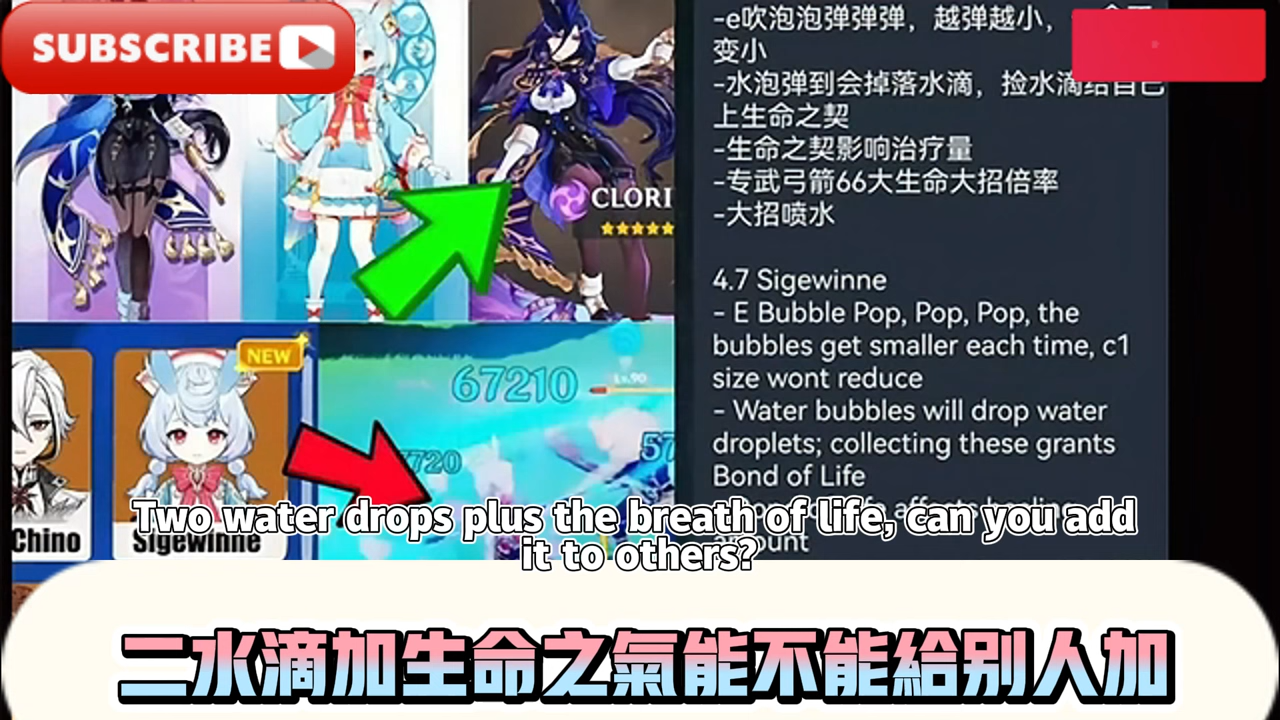 SUBSCRIBE
-e吹泡泡弹弹弹，越弹越小，
变小
-水泡弹到会掉落水滴，捡水滴给自己
上生命之契
-生命之契影响治疗量
-专武弓箭66大生命大招倍率
-大招喷水
CLORI
4.7 Sigewinne
- E Bubble Pop, Pop, Pop, the
bubbles get smaller each time, c1
size wont reduce
- Water bubbles will drop water
droplets; collecting these grants
Bond of Life
NEW
67210
Lv.90
57
7720
Chino
Sigewinne
Two water drops plus the breath of life, can you add
it to others?
二水滴加生命之氣能不能給别人加